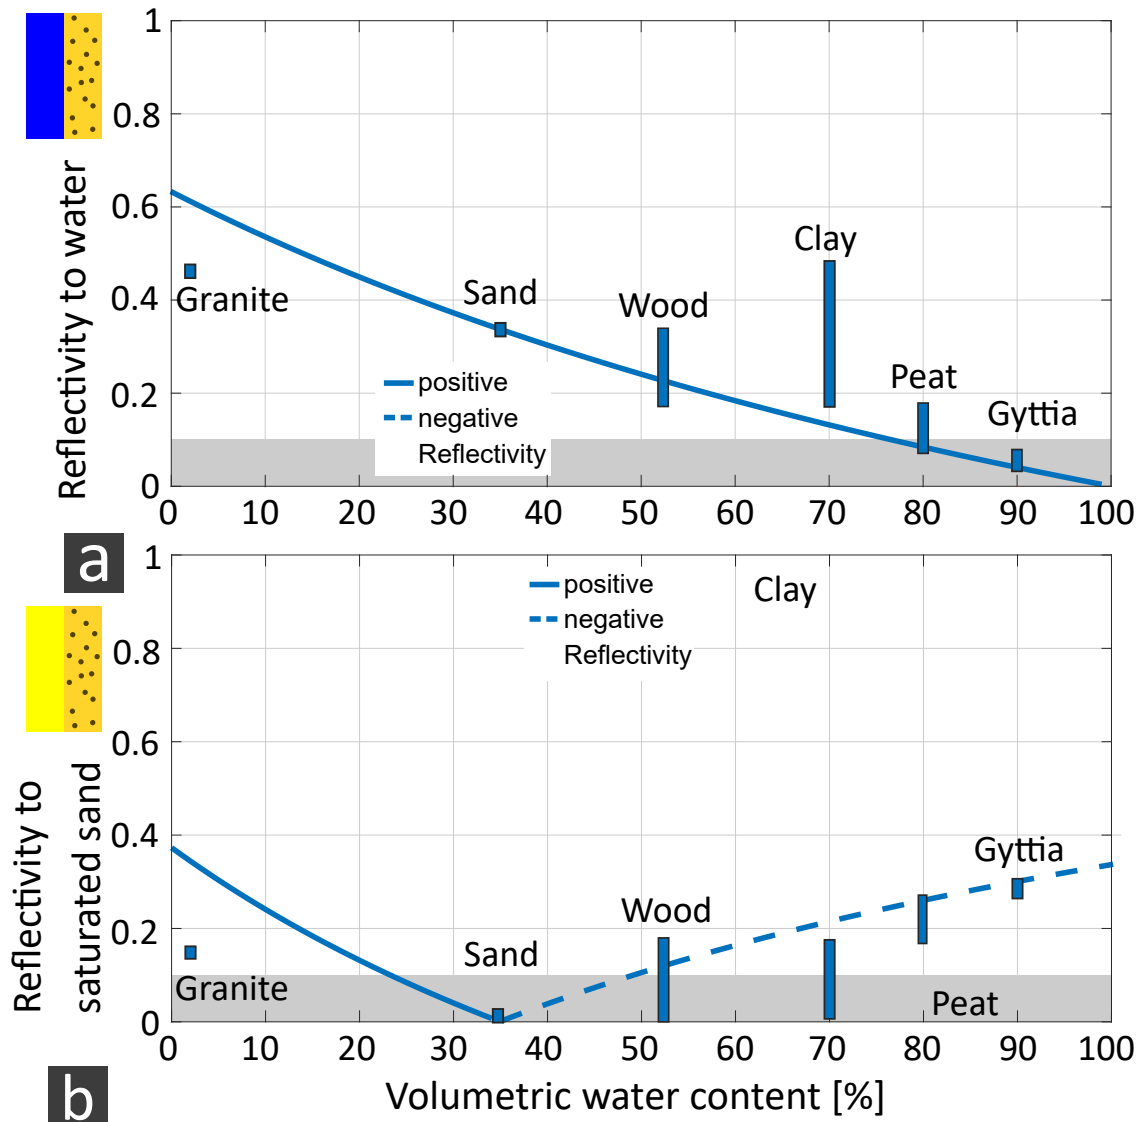 1
0.8
0.6
0.4
0.2
0
Reflectivity to water
Granite
Sand
Wood
Clay
Peat
Gyttia
positive
negative
Reflectivity
0 10 20 30 40 50 60 70 80 90 100
a
1
0.8
0.6
0.4
0.2
0
Reflectivity to
saturated sand
positive
negative
Reflectivity
Clay
Granite
Sand
Wood
Peat
Gyttia
0 10 20 30 40 50 60 70 80 90 100
Volumetric water content [%]
b